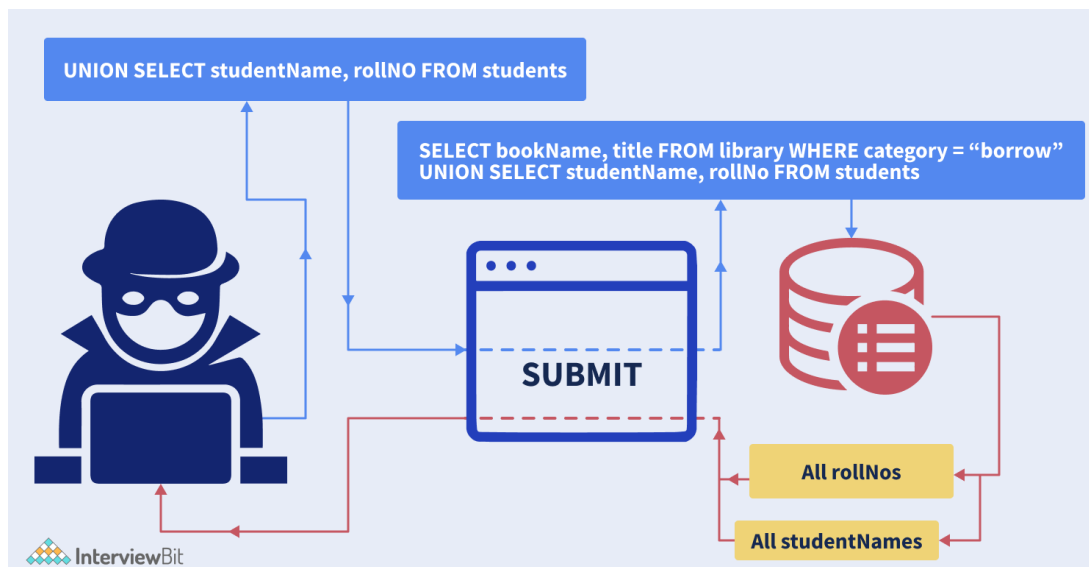 UNION SELECT studentName, rollNO FROM students
SELECT bookName, title FROM library WHERE category = “borrow”
UNION SELECT studentName, rollNo FROM students
SUBMIT
All rollNos
All studentNames
InterviewBit